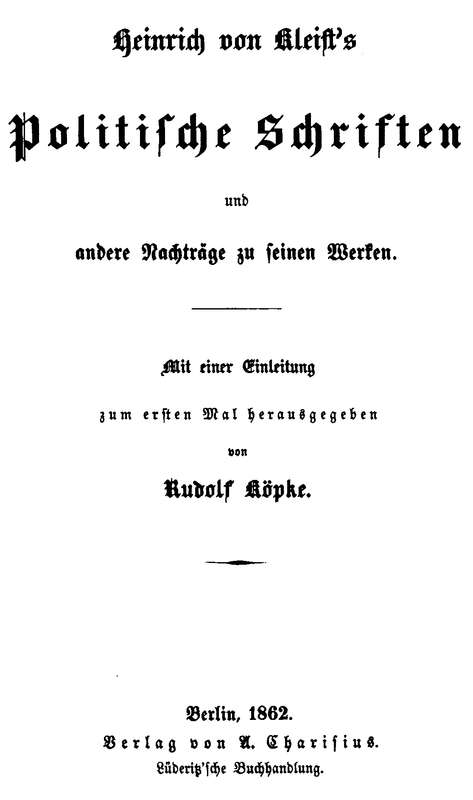 Heinrich von Kleiſt's
Politiſche Schriften
und
andere Nachträge zu ſeinen Werken.
Mit einer Einleitung
zum erſten Mal herausgegeben
von
Rudolf Köpke.
Berlin, 1862.
Verlag von A. Chariſius.
Lüderitz'ſche Buchhandlung.